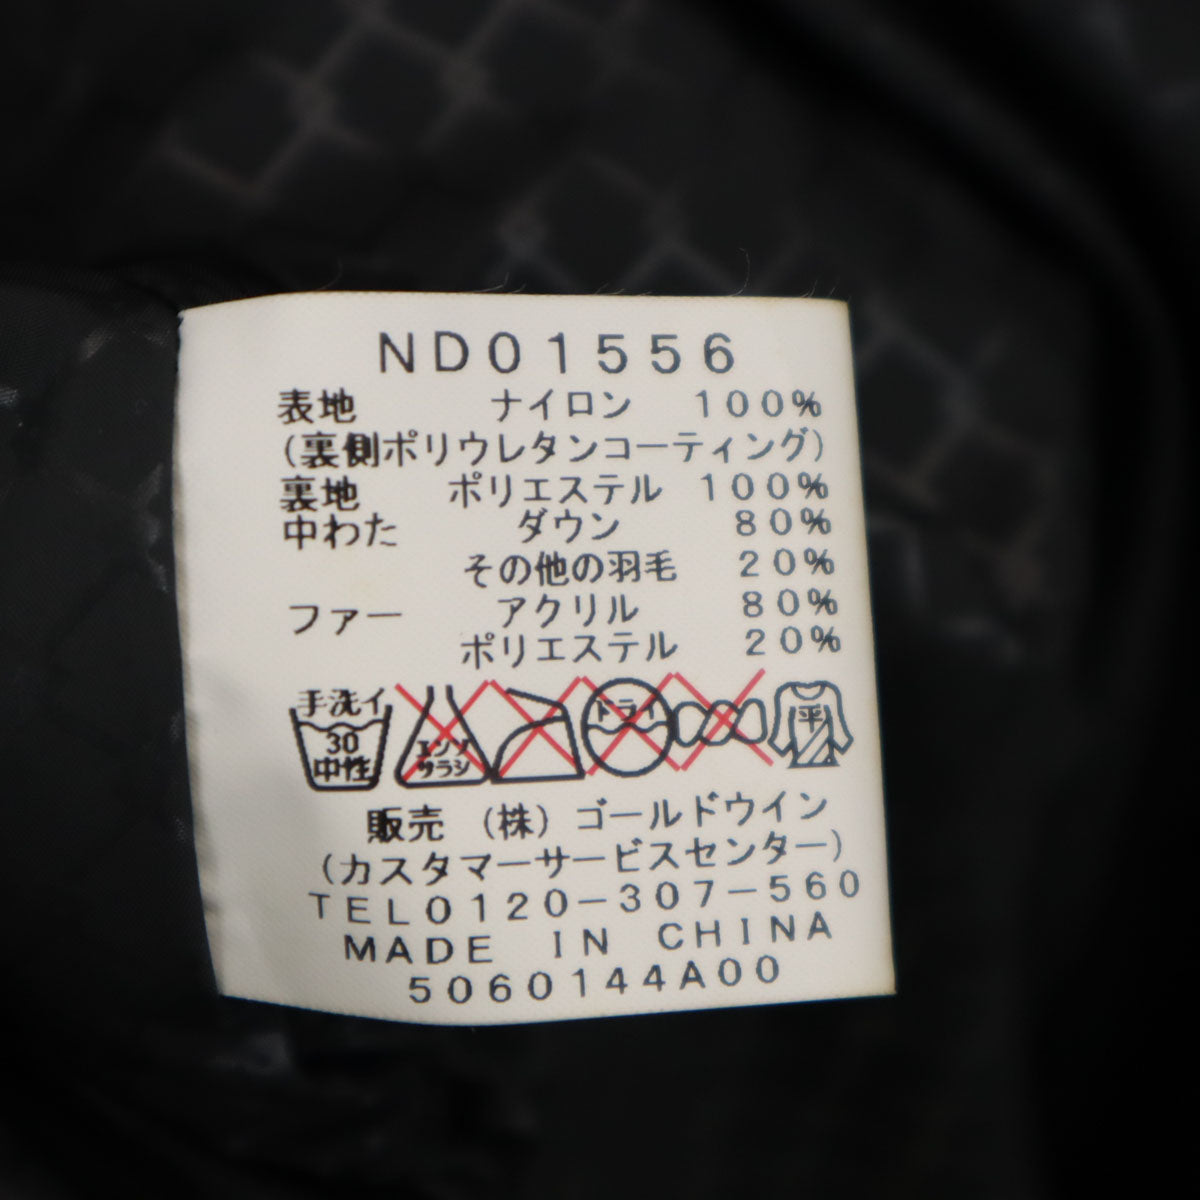 ND01556
表地 ナイロン 100%
(裏側ポリウレタンコーティング)
裏地 ポリエステル 100%
中わた ダウン 80%
その他の羽毛 20%
ファー アクリル 80%
ポリエステル 20%
手洗イ 30 中性 エンソサラシ ドライ 平
販売 (株)ゴールドウイン
(カスタマーサービスセンター)
TEL0120-307-560
MADE IN CHINA
5060144A00